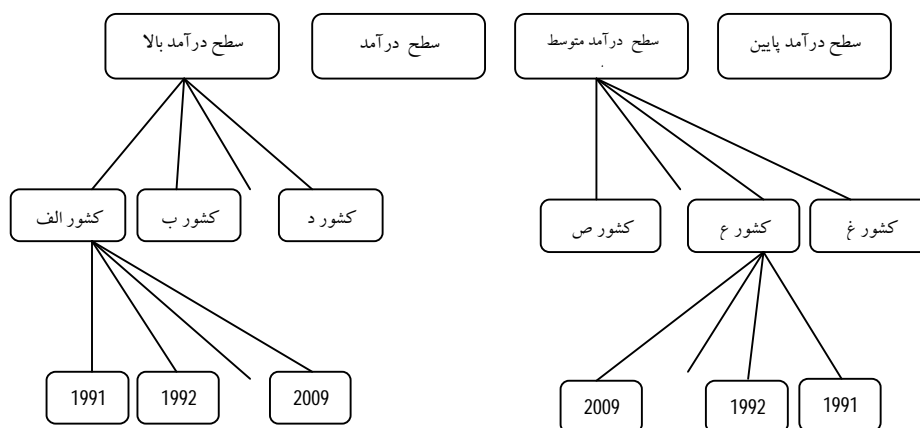 سطح درآمد بالا
سطح درآمد
سطح درآمد متوسط
.
سطح درآمد پایین
کشور الف
کشور ب
کشور د
کشور ص
کشور ع
کشور غ
1991
1992
2009
2009
1992
1991